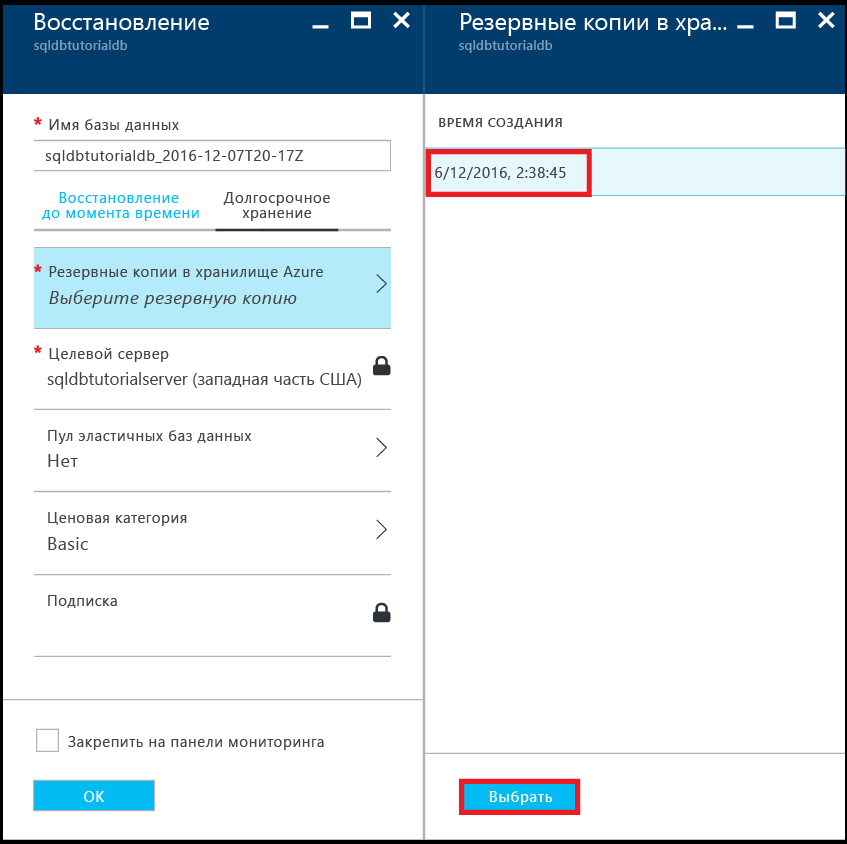 Восстановление
sqldbtutorialdb
* Имя базы данных
sqldbtutorialdb_2016-12-07T20-17Z
Восстановление
до момента времени
Долгосрочное
хранение
* Резервные копии в хранилище Azure
Выберите резервную копию
* Целевой сервер
sqldbtutorialserver (западная часть США)
Пул эластичных баз данных
Нет
Ценовая категория
Basic
Подписка
Закрепить на панели мониторинга
ОК
Резервные копии в хра...
sqldbtutorialdb
ВРЕМЯ СОЗДАНИЯ
6/12/2016, 2:38:45
Выбрать